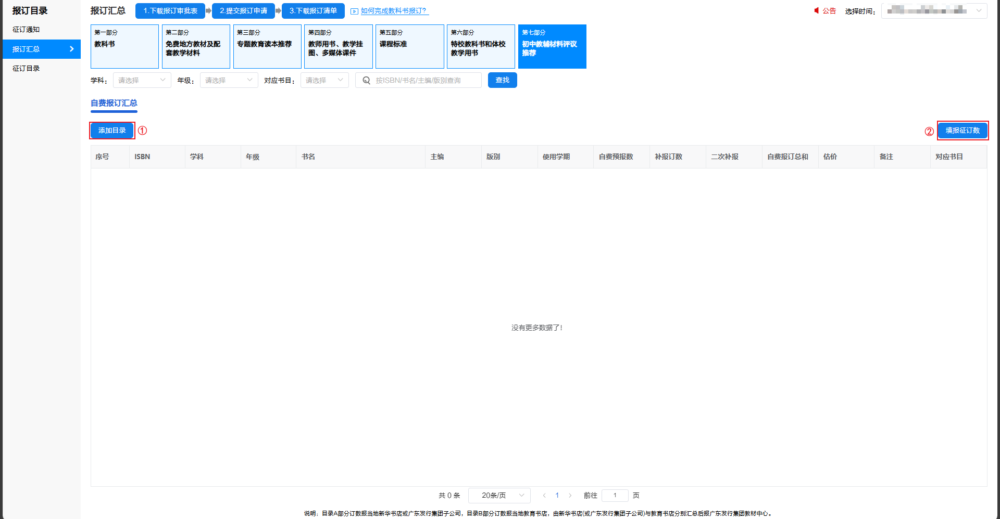 报订目录
征订通知
报订汇总
征订目录
报订汇总 1.下载报订审批表 2.提交报订申请 3.下载报订清单 如何完成教科书报订? 公告 选择时间：
第一部分
教科书
第二部分
免费地方教材及配
套教学材料
第三部分
专题教育读本推荐
第四部分
教师用书、教学挂
图、多媒体课件
第五部分
课程标准
第六部分
特校教科书和体校
教学用书
第七部分
初中教辅材料评议
推荐
学科： 请选择 年级： 请选择 对应书目： 请选择 按ISBN/书名/主编/版别查询 查找
自费报订汇总
添加目录 ① ② 填报征订数
序号 ISBN 学科 年级 书名 主编 版别 使用学期 自费预报数 补报订数 二次补报 自费报订总和 估价 备注 对应书目
没有更多数据了!
共 0 条 20条/页 1 前往 1 页
说明：目录A部分订数报当地新华书店或广东发行集团子公司，目录B部分订数报当地教育书店，由新华书店(或广东发行集团子公司)与教育书店分别汇总后报广东发行集团教材中心。